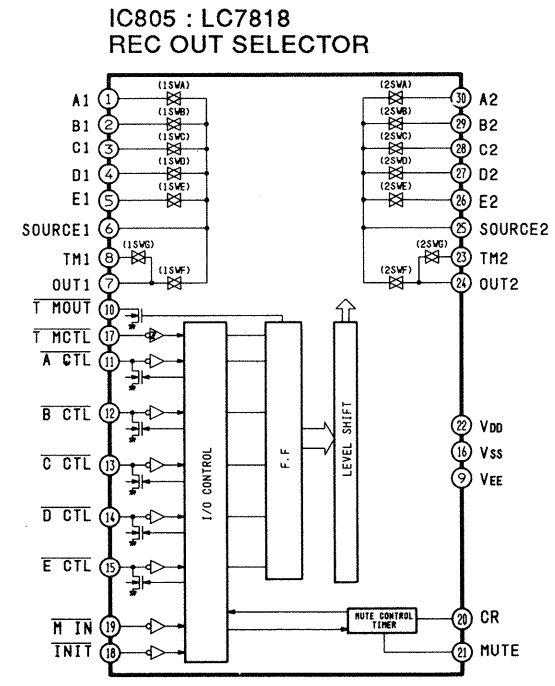 IC805 : LC7818
REC OUT SELECTOR
A1 1 (1SWA) (2SWA) 30 A2
B1 2 (1SWB) (2SWB) 29 B2
C1 3 (1SWC) (2SWC) 28 C2
D1 4 (1SWD) (2SWD) 27 D2
E1 5 (1SWE) (2SWE) 26 E2
SOURCE1 6 25 SOURCE2
TM1 8 (1SWG) (2SWG) 23 TM2
OUT1 7 (1SWF) (2SWF) 24 OUT2
T MOUT 10
T MCTL 17
A CTL 11
B CTL 12
C CTL 13
D CTL 14
E CTL 15
M IN 19
INIT 18
I/O CONTROL
F.F
LEVEL SHIFT
22 VDD
16 VSS
9 VEE
MUTE CONTROL
TIMER
20 CR
21 MUTE